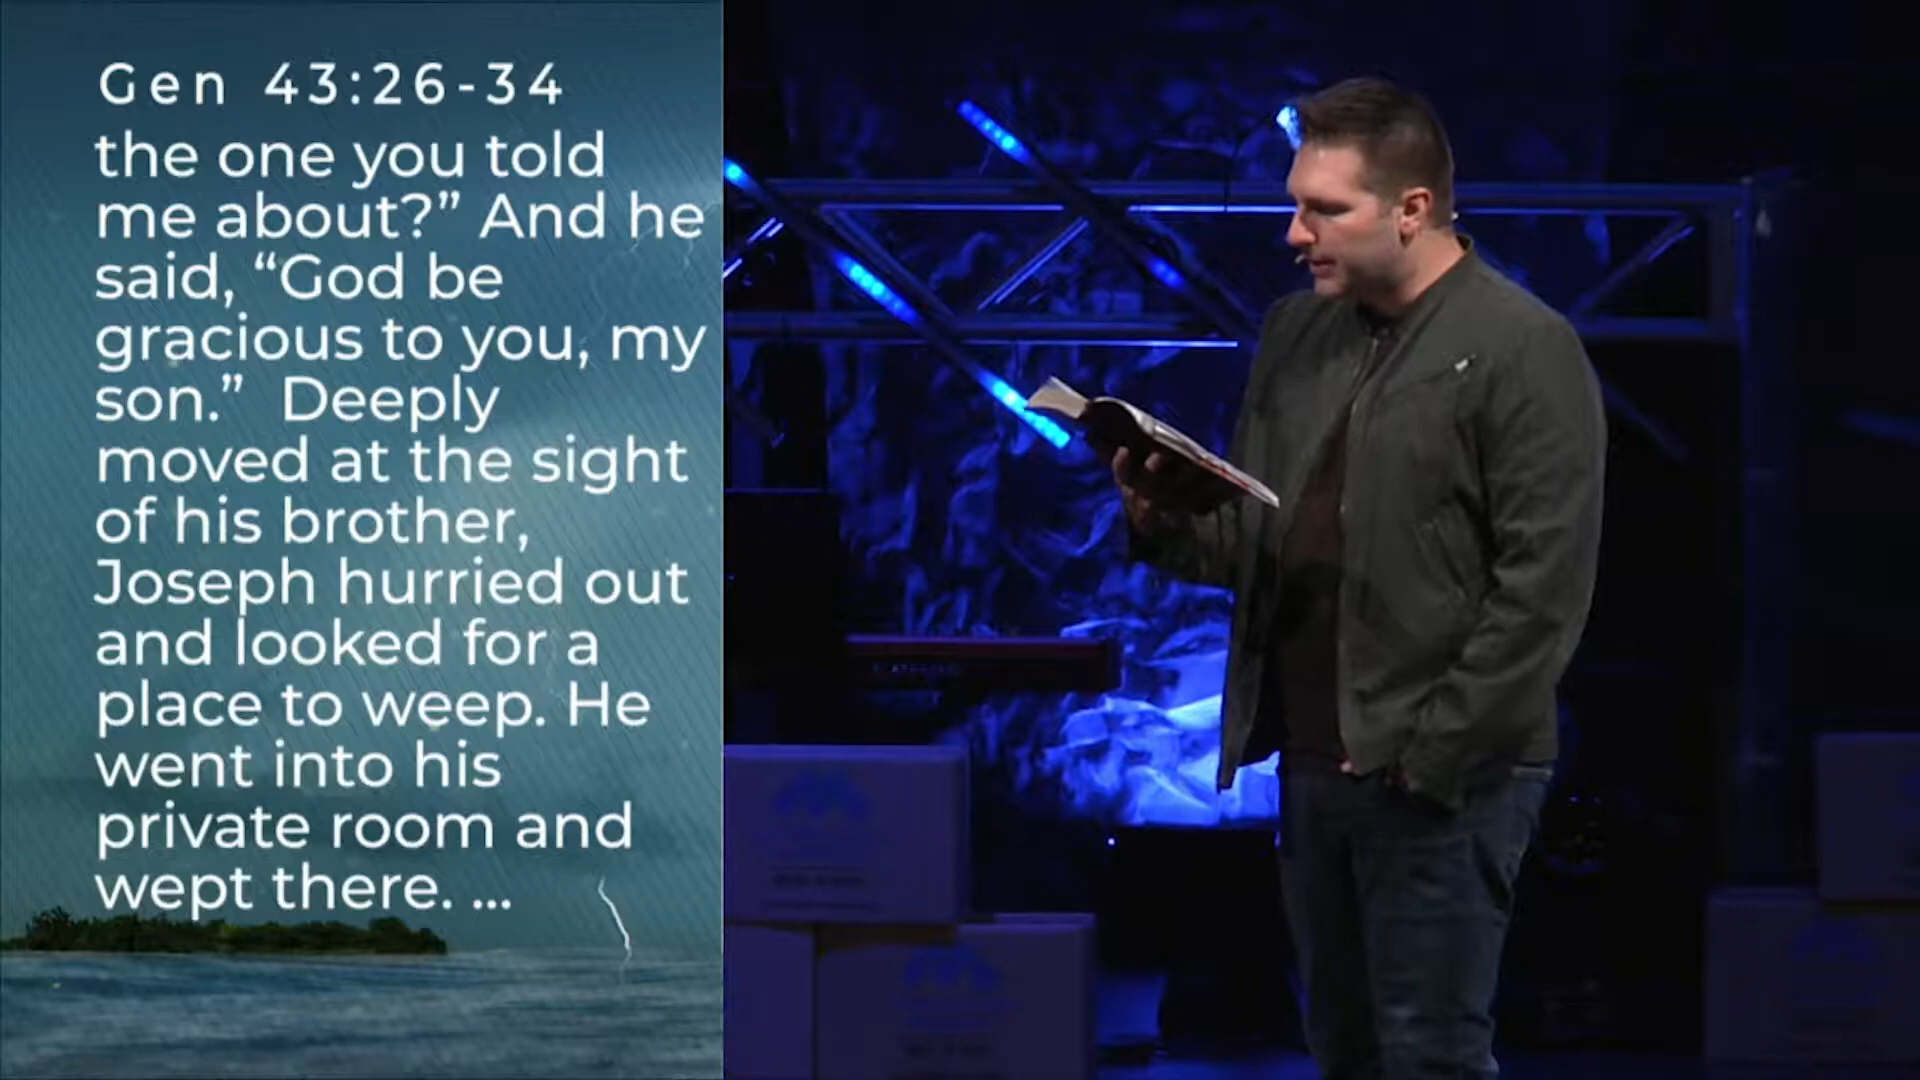 Gen 43:26-34
the one you told
me about?” And he
said, “God be
gracious to you, my
son.” Deeply
moved at the sight
of his brother,
Joseph hurried out
and looked for a
place to weep. He
went into his
private room and
wept there. ...